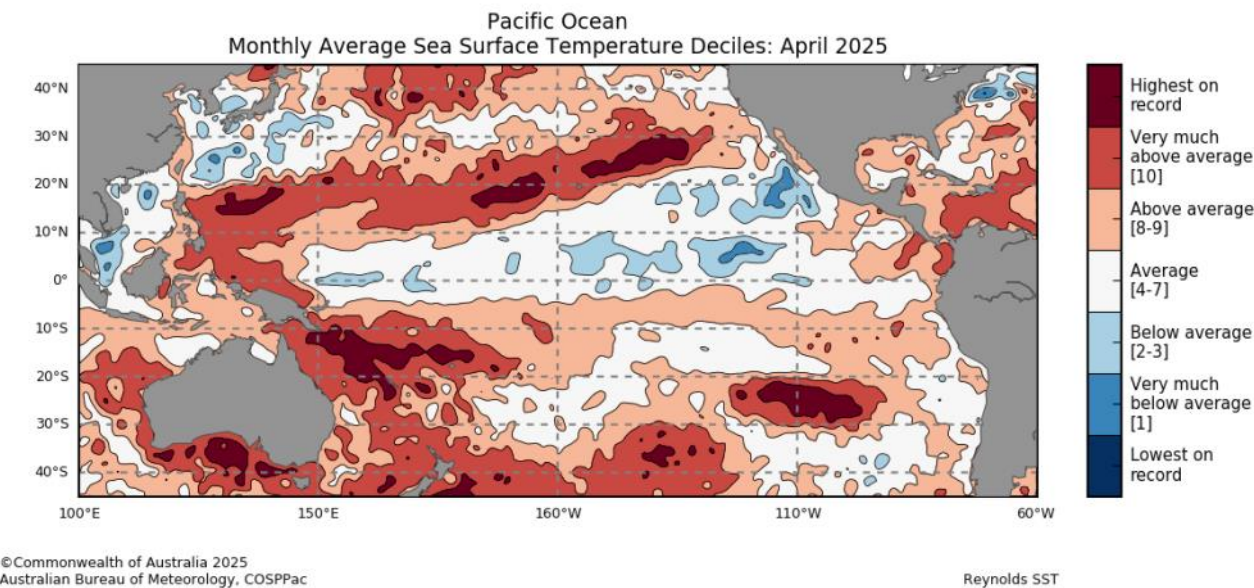 Pacific Ocean
Monthly Average Sea Surface Temperature Deciles: April 2025
40°N
30°N
20°N
10°N
0°
10°S
20°S
30°S
40°S
100°E
150°E
160°W
110°W
60°W
Highest on
record
Very much
above average
[10]
Above average
[8-9]
Average
[4-7]
Below average
[2-3]
Very much
below average
[1]
Lowest on
record
©Commonwealth of Australia 2025
Australian Bureau of Meteorology, COSPPac
Reynolds SST